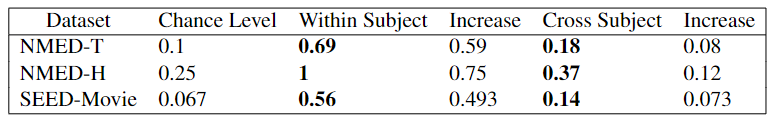 Dataset Chance Level Within Subject Increase Cross Subject Increase
NMED-T 0.1 0.69 0.59 0.18 0.08
NMED-H 0.25 1 0.75 0.37 0.12
SEED-Movie 0.067 0.56 0.493 0.14 0.073